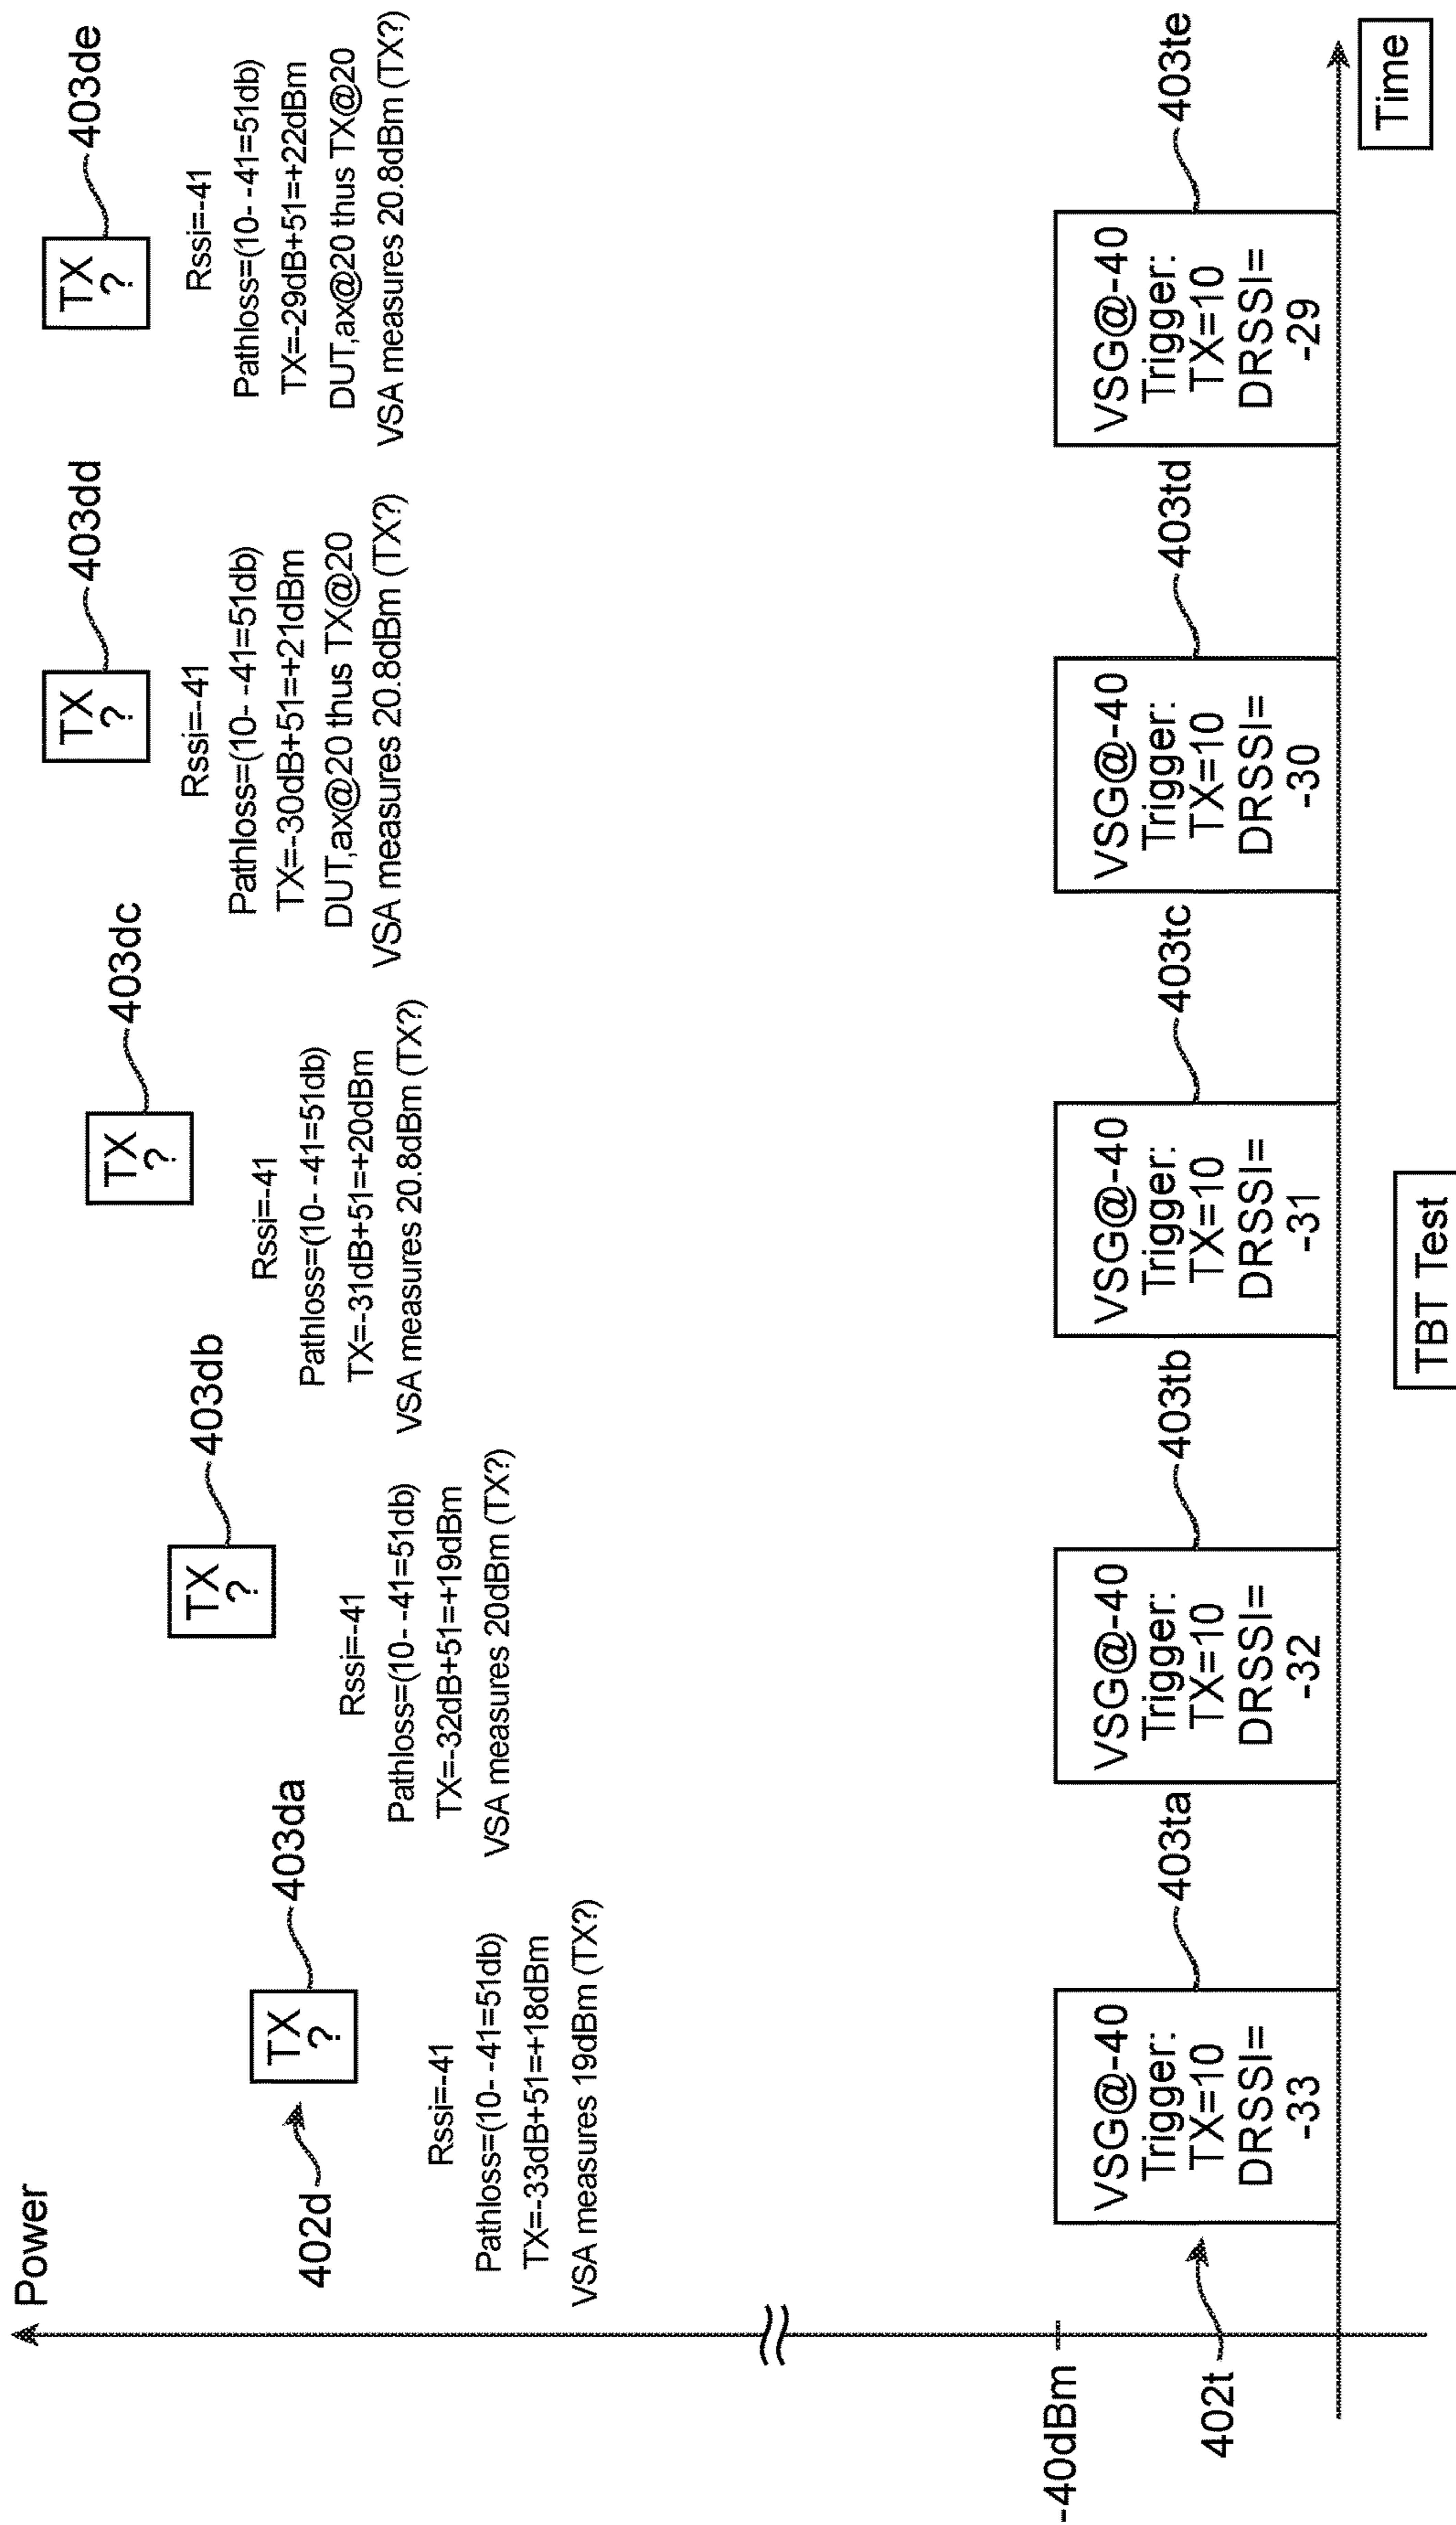 Power
402d
TX
?
403da
Rssi=-41
Pathloss=(10- -41=51db)
TX=-33dB+51=+18dBm
VSA measures 19dBm (TX?)
TX
?
403db
Rssi=-41
Pathloss=(10- -41=51db)
TX=-32dB+51=+19dBm
VSA measures 20dBm (TX?)
TX
?
403dc
Rssi=-41
Pathloss=(10- -41=51db)
TX=-31dB+51=+20dBm
VSA measures 20.8dBm (TX?)
TX
?
403dd
Rssi=-41
Pathloss=(10- -41=51db)
TX=-30dB+51=+21dBm
DUT,ax@20 thus TX@20
VSA measures 20.8dBm (TX?)
TX
?
403de
Rssi=-41
Pathloss=(10- -41=51db)
TX=-29dB+51=+22dBm
DUT,ax@20 thus TX@20
VSA measures 20.8dBm (TX?)
-40dBm
402t
VSG@-40
Trigger:
TX=10
DRSSI=
-33
403ta
VSG@-40
Trigger:
TX=10
DRSSI=
-32
403tb
VSG@-40
Trigger:
TX=10
DRSSI=
-31
403tc
VSG@-40
Trigger:
TX=10
DRSSI=
-30
403td
VSG@-40
Trigger:
TX=10
DRSSI=
-29
403te
Time
TBT Test